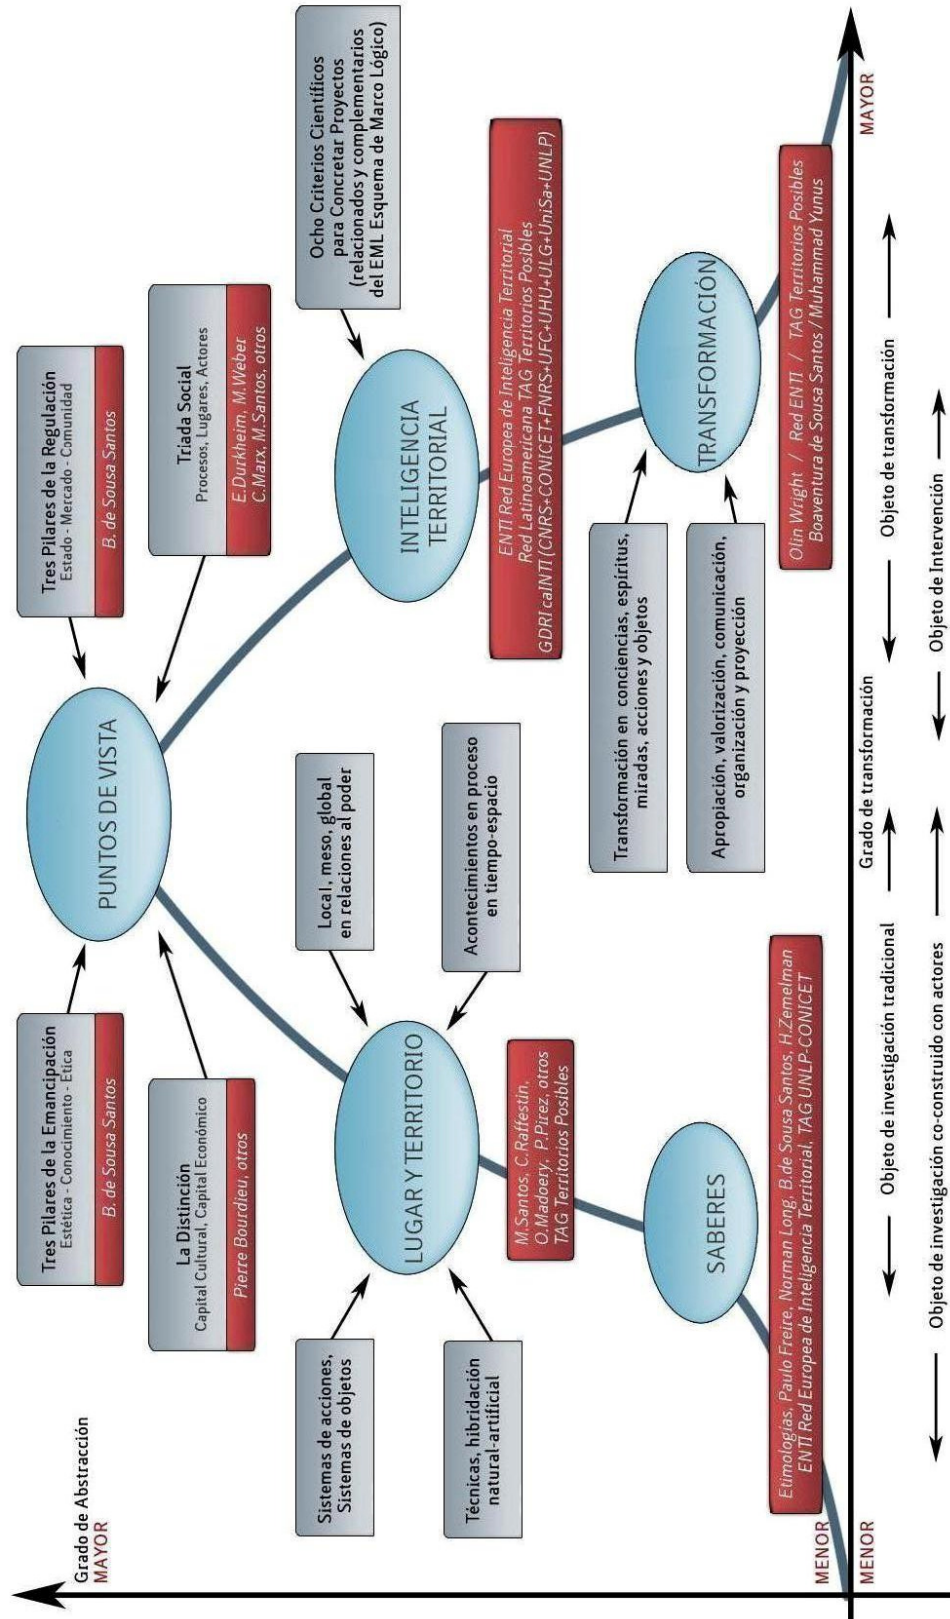 Grado de Abstracción
MAYOR
Tres Pilares de la Emancipación
Estética - Conocimiento - Etica
B. de Sousa Santos
Tres Pilares de la Regulación
Estado - Mercado - Comunidad
B. de Sousa Santos
PUNTOS DE VISTA
La Distinción
Capital Cultural, Capital Económico
Pierre Bourdieu, otros
Triada Social
Procesos, Lugares, Actores
E.Durkheim, M.Weber
C.Marx, M.Santos, otros
Sistemas de acciones,
Sistemas de objetos
Local, meso, global
en relaciones al poder
Ocho Criterios Científicos
para Concretar Proyectos
(relacionados y complementarios
del EML Esquema de Marco Lógico)
LUGAR Y TERRITORIO
INTELIGENCIA
TERRITORIAL
Técnicas, hibridación
natural-artificial
Acontecimientos en proceso
en tiempo-espacio
M.Santos, C.Raffestin,
O.Madoery, P.Pirez, otros
TAG Territorios Posibles
ENTI Red Europea de Inteligencia Territorial
Red Latinoamericana TAG Territorios Posibles
GDRI caINTI (CNRS+CONICET+FNRS+UFC+UHU+ULG+UniSa+UNLP)
SABERES
Transformación en conciencias, espíritus,
miradas, acciones y objetos
TRANSFORMACIÓN
Apropiación, valorización, comunicación,
organización y proyección
Etimologías, Paulo Freire, Norman Long, B.de Sousa Santos, H.Zemelman
ENTI Red Europea de Inteligencia Territorial, TAG UNLP-CONICET
Olin Wright / Red ENTI / TAG Territorios Posibles
Boaventura de Sousa Santos / Muhammad Yunus
MENOR
MENOR
Grado de transformación
MAYOR
Objeto de investigación tradicional
Objeto de transformación
Objeto de investigación co-construido con actores
Objeto de Intervención